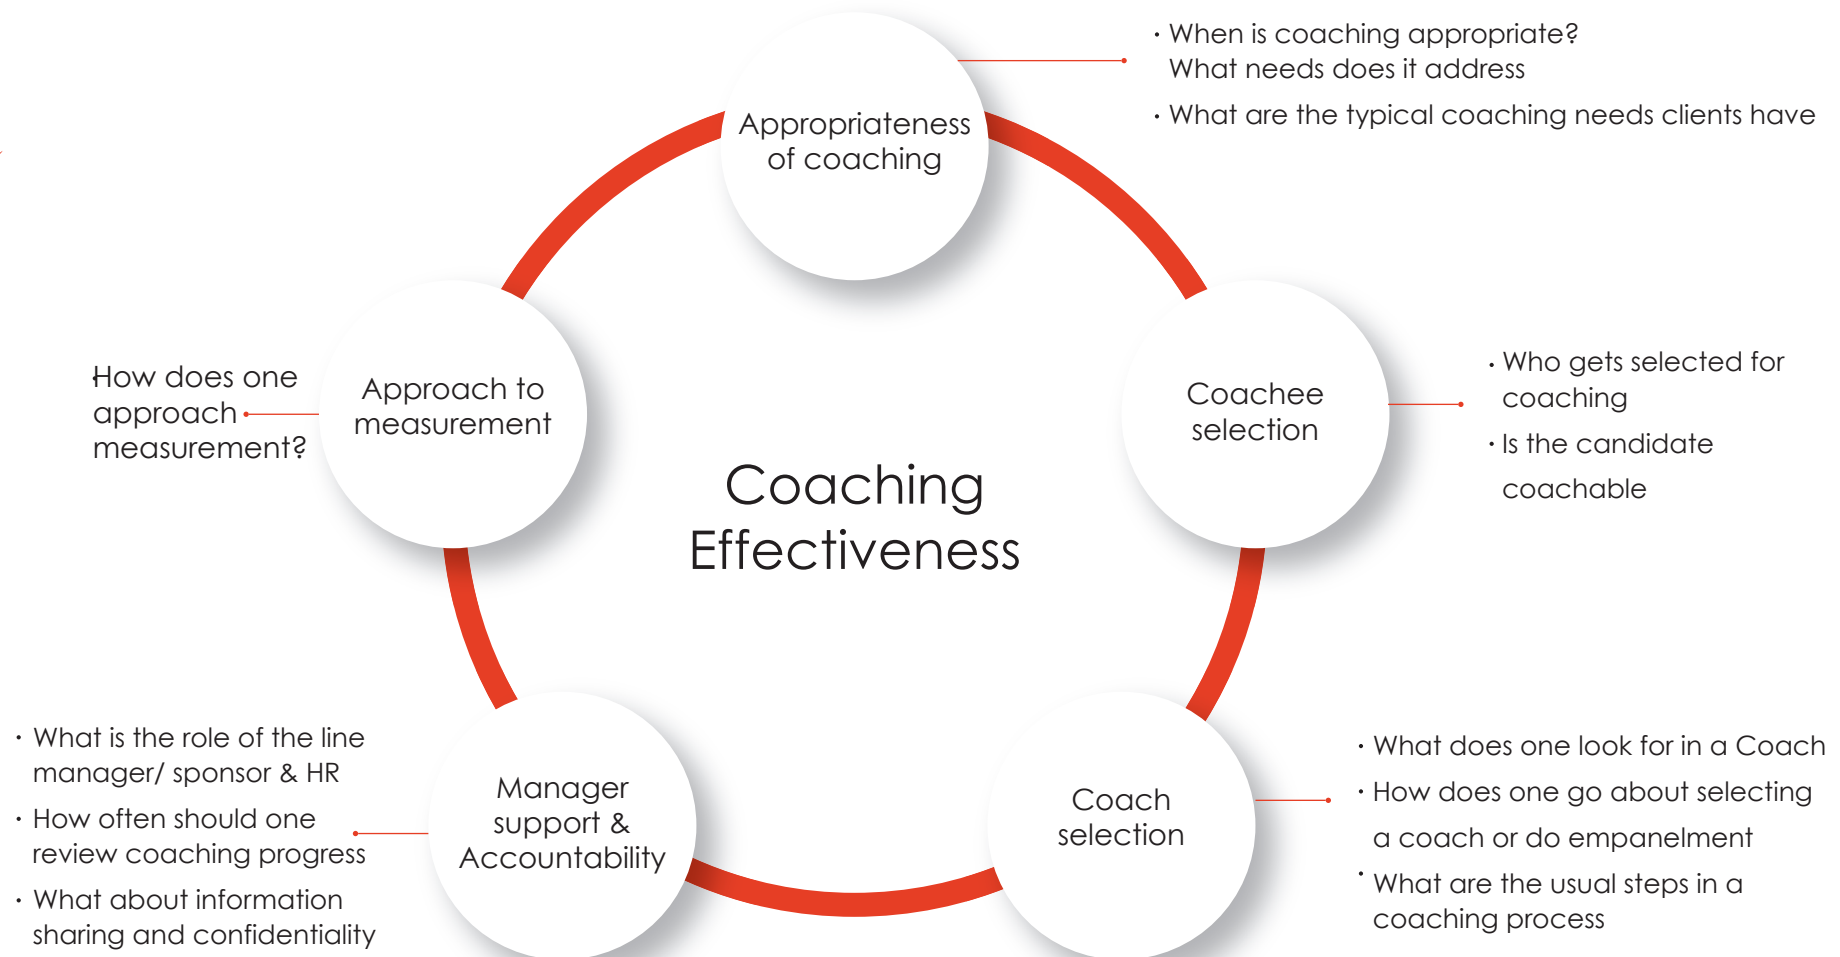 · When is coaching appropriate?
What needs does it address
· What are the typical coaching needs clients have
Appropriateness
of coaching
· Who gets selected for
coaching
· Is the candidate
coachable
Coachee
selection
· What does one look for in a Coach
· How does one go about selecting
a coach or do empanelment
· What are the usual steps in a
coaching process
Coach
selection
Manager
support &
Accountability
· What is the role of the line
manager/ sponsor & HR
· How often should one
review coaching progress
· What about information
sharing and confidentiality
Approach to
measurement
· How does one
approach
measurement?
Coaching
Effectiveness